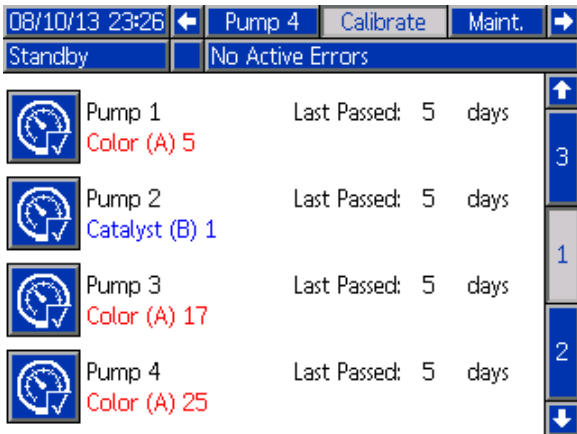 08/10/13 23:26 Pump 4 Calibrate Maint.
Standby No Active Errors
Pump 1 Last Passed: 5 days
Color (A) 5
3
Pump 2 Last Passed: 5 days
Catalyst (B) 1
1
Pump 3 Last Passed: 5 days
Color (A) 17
2
Pump 4 Last Passed: 5 days
Color (A) 25